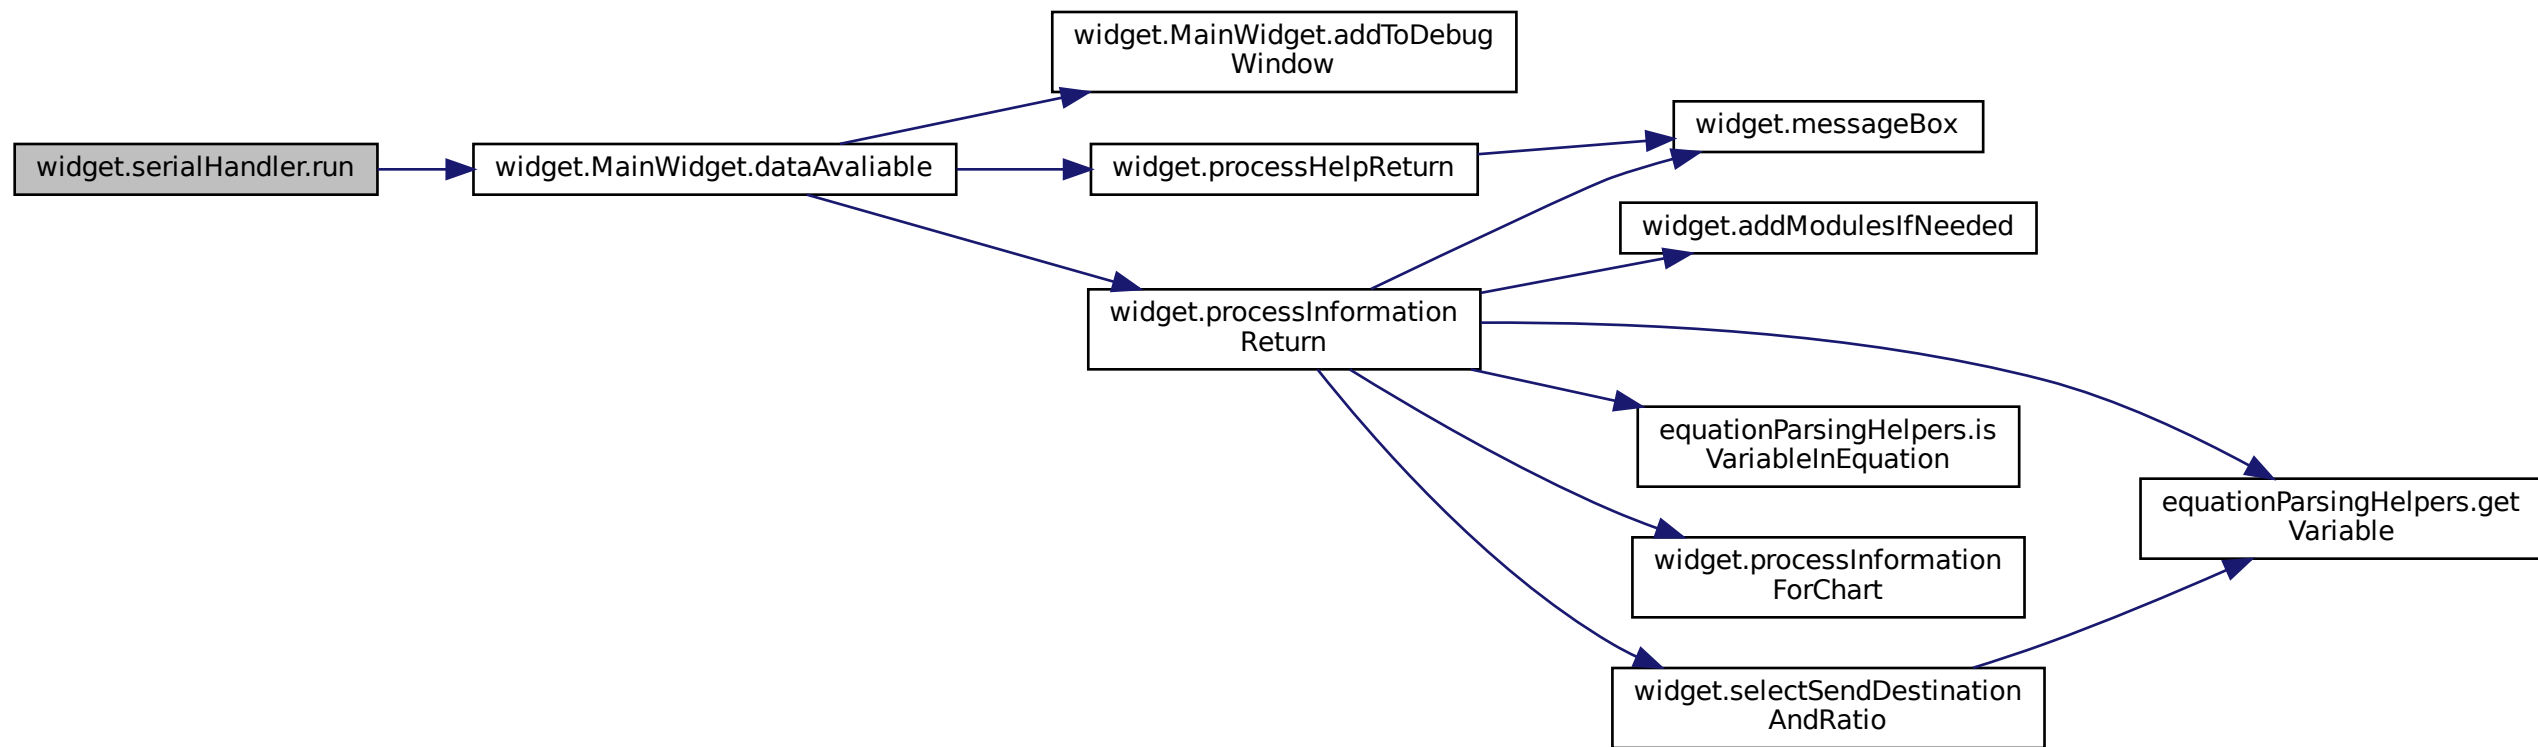 widget.serialHandler.run
widget.MainWidget.dataAvaliable
widget.MainWidget.addToDebug
Window
widget.processHelpReturn
widget.processInformation
Return
widget.messageBox
widget.addModulesIfNeeded
equationParsingHelpers.is
VariableInEquation
widget.processInformation
ForChart
widget.selectSendDestination
AndRatio
equationParsingHelpers.get
Variable